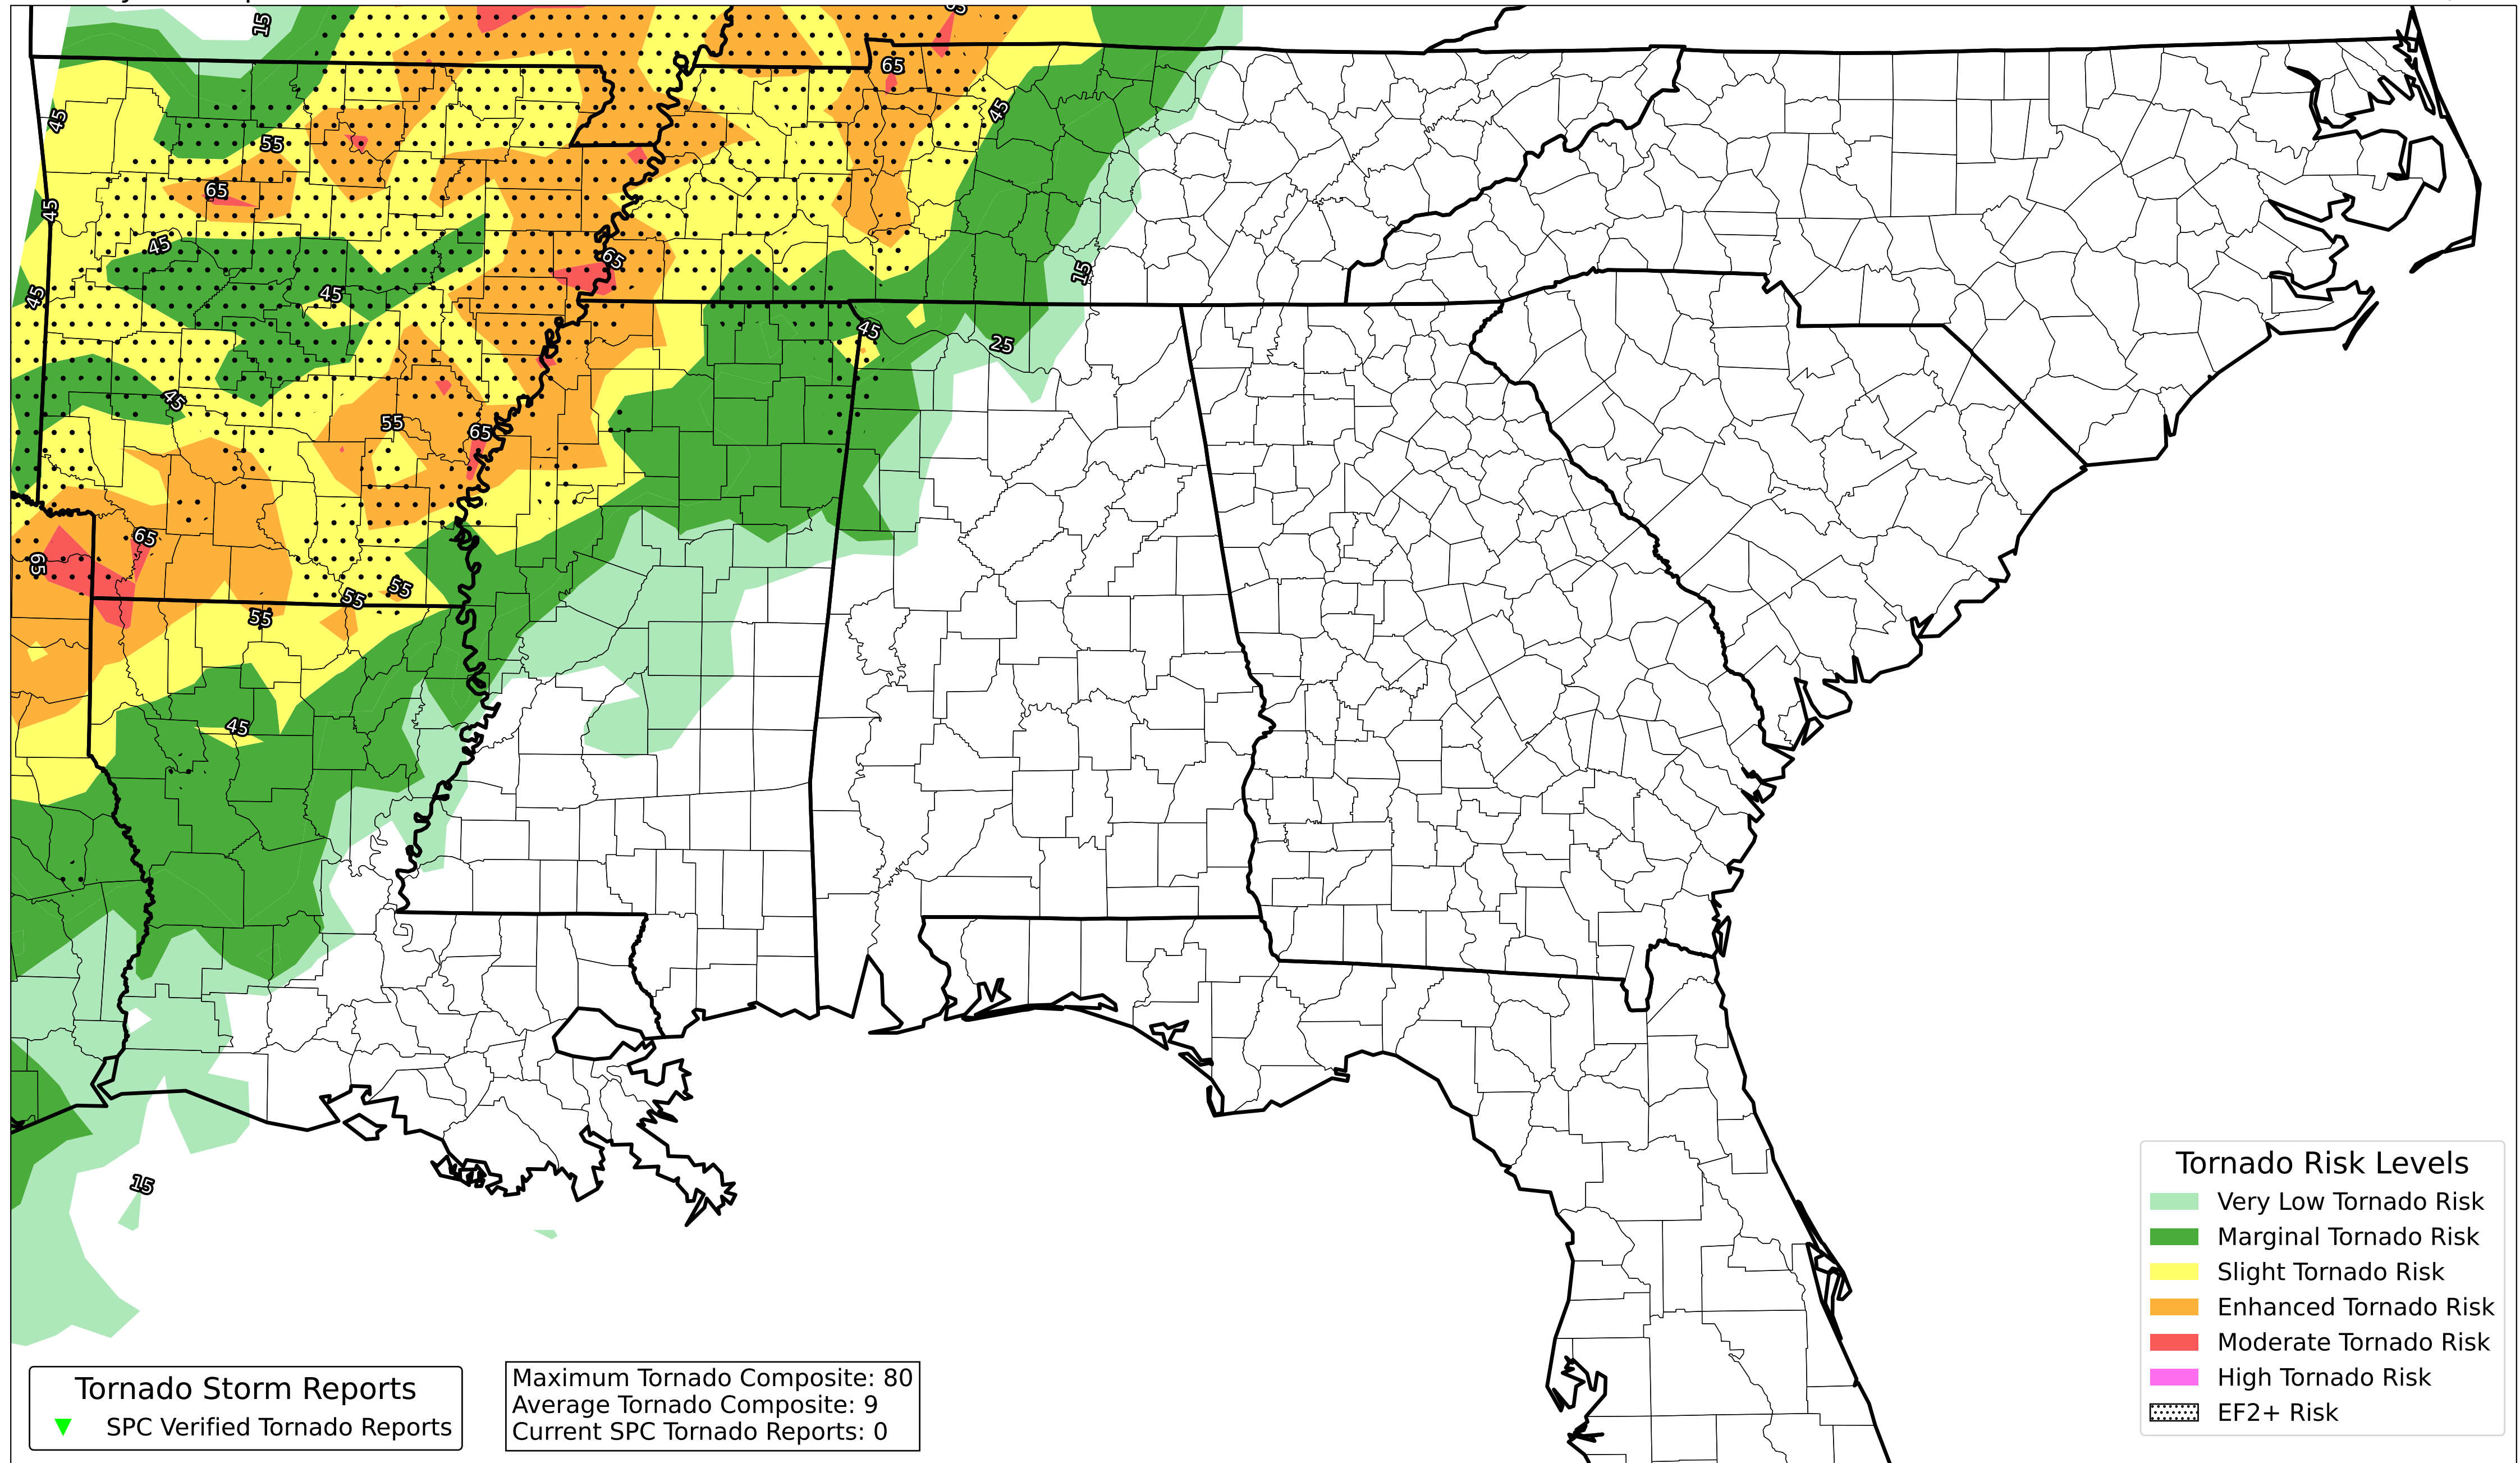 15
65
65
45
45
55
65
45
45
65
15
45
45
45
25
45
55
65
65
65
55
55
55
45
15
Tornado Risk Levels
Very Low Tornado Risk
Marginal Tornado Risk
Slight Tornado Risk
Enhanced Tornado Risk
Moderate Tornado Risk
High Tornado Risk
EF2+ Risk
Tornado Storm Reports
SPC Verified Tornado Reports
Maximum Tornado Composite: 80
Average Tornado Composite: 9
Current SPC Tornado Reports: 0